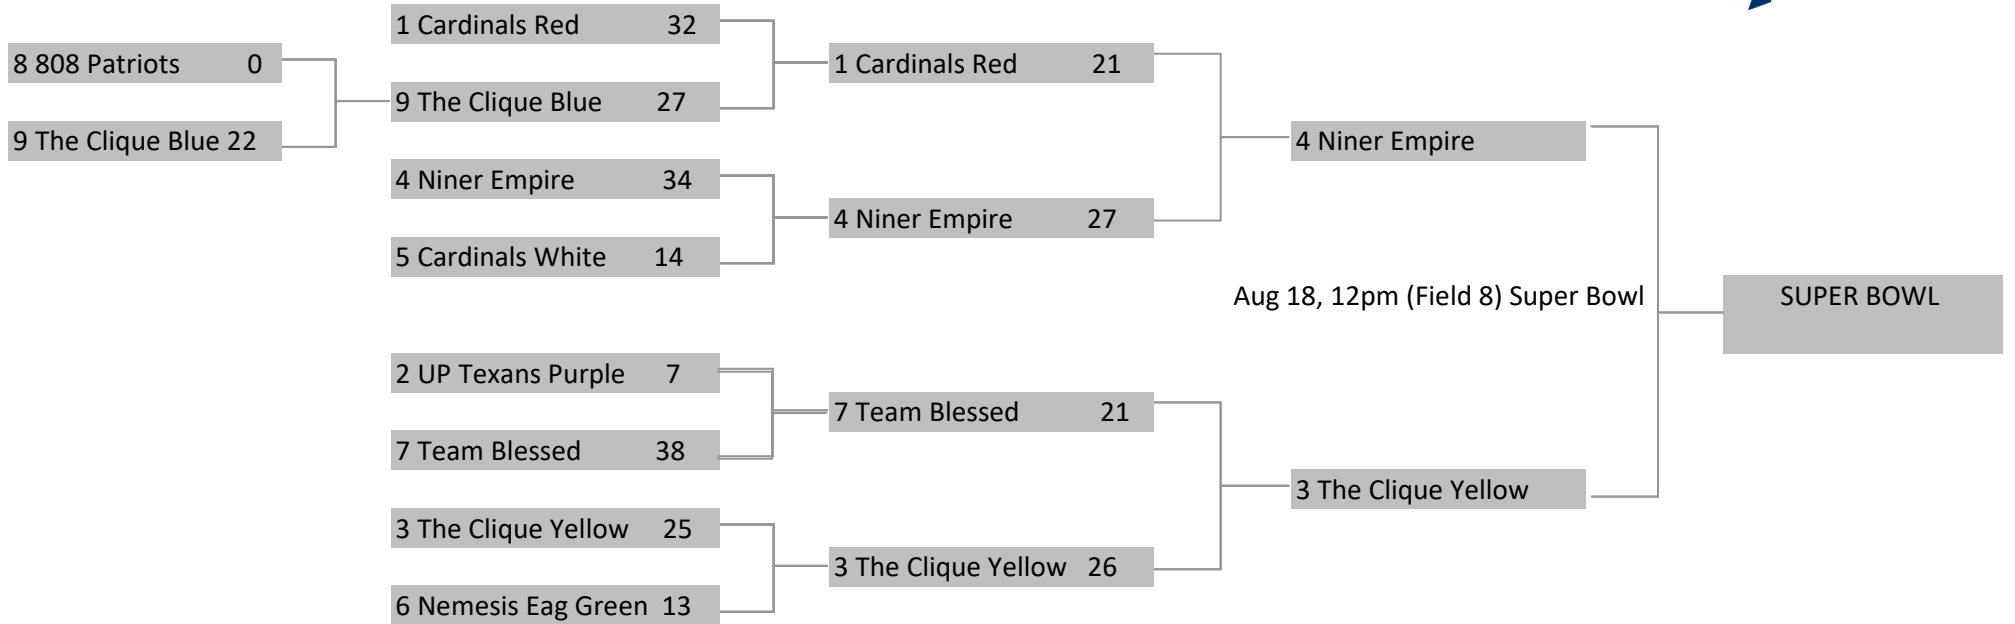 8 808 Patriots 0
9 The Clique Blue 22
1 Cardinals Red 32
9 The Clique Blue 27
4 Niner Empire 34
5 Cardinals White 14
2 UP Texans Purple 7
7 Team Blessed 38
3 The Clique Yellow 25
6 Nemesis Eag Green 13
1 Cardinals Red 21
4 Niner Empire 27
7 Team Blessed 21
3 The Clique Yellow 26
4 Niner Empire
Aug 18, 12pm (Field 8) Super Bowl
3 The Clique Yellow
SUPER BOWL